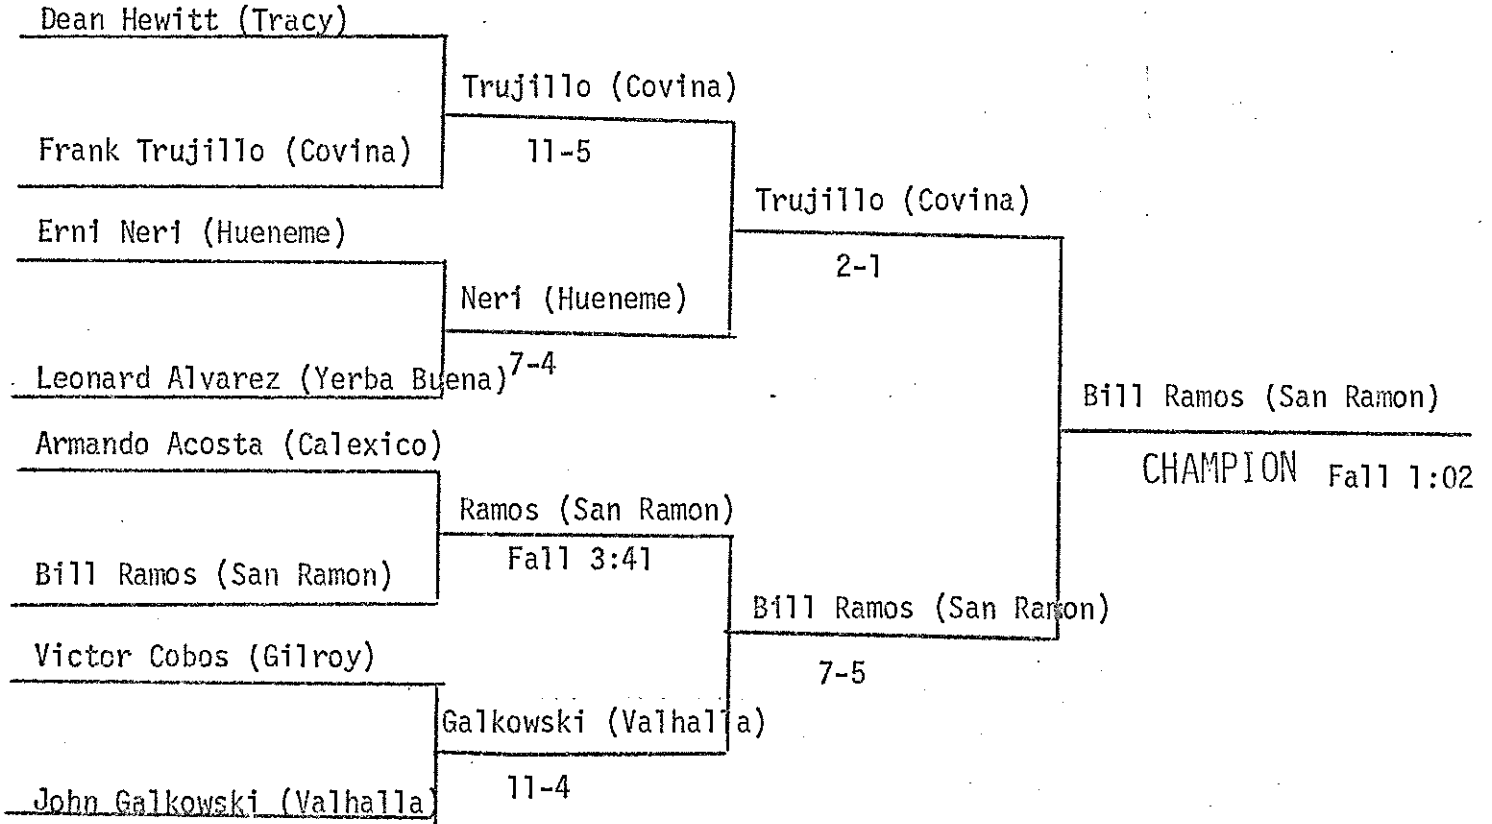 Dean Hewitt (Tracy)
Trujillo (Covina)
Frank Trujillo (Covina)
11-5
Trujillo (Covina)
Erni Neri (Hueneme)
2-1
Neri (Hueneme)
7-4
Leonard Alvarez (Yerba Buena)
Bill Ramos (San Ramon)
Armando Acosta (Calexico)
CHAMPION Fall 1:02
Ramos (San Ramon)
Fall 3:41
Bill Ramos (San Ramon)
Bill Ramos (San Ramon)
Victor Cobos (Gilroy)
7-5
Galkowski (Valhalla)
11-4
John Galkowski (Valhalla)